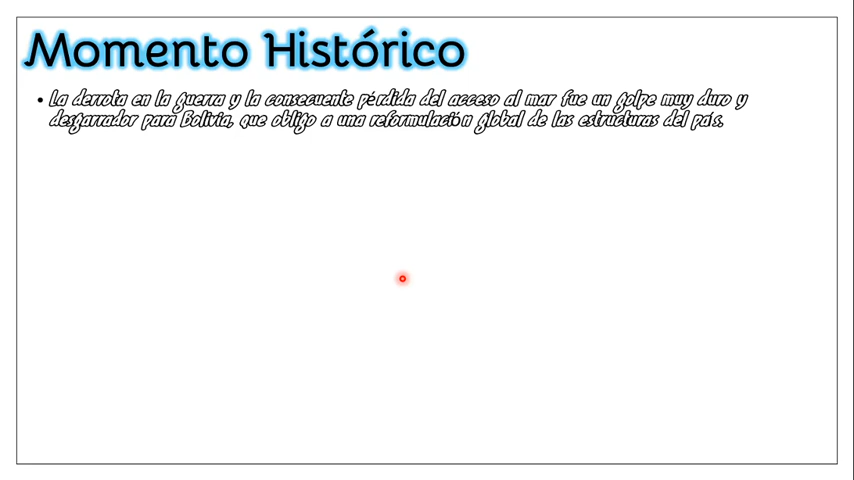 Momento Histórico
• La derrota en la guerra y la consecuente pérdida del acceso al mar fue un golpe muy duro y
desgarrador para Bolivia, que obligo a una reformulación global de las estructuras del país.